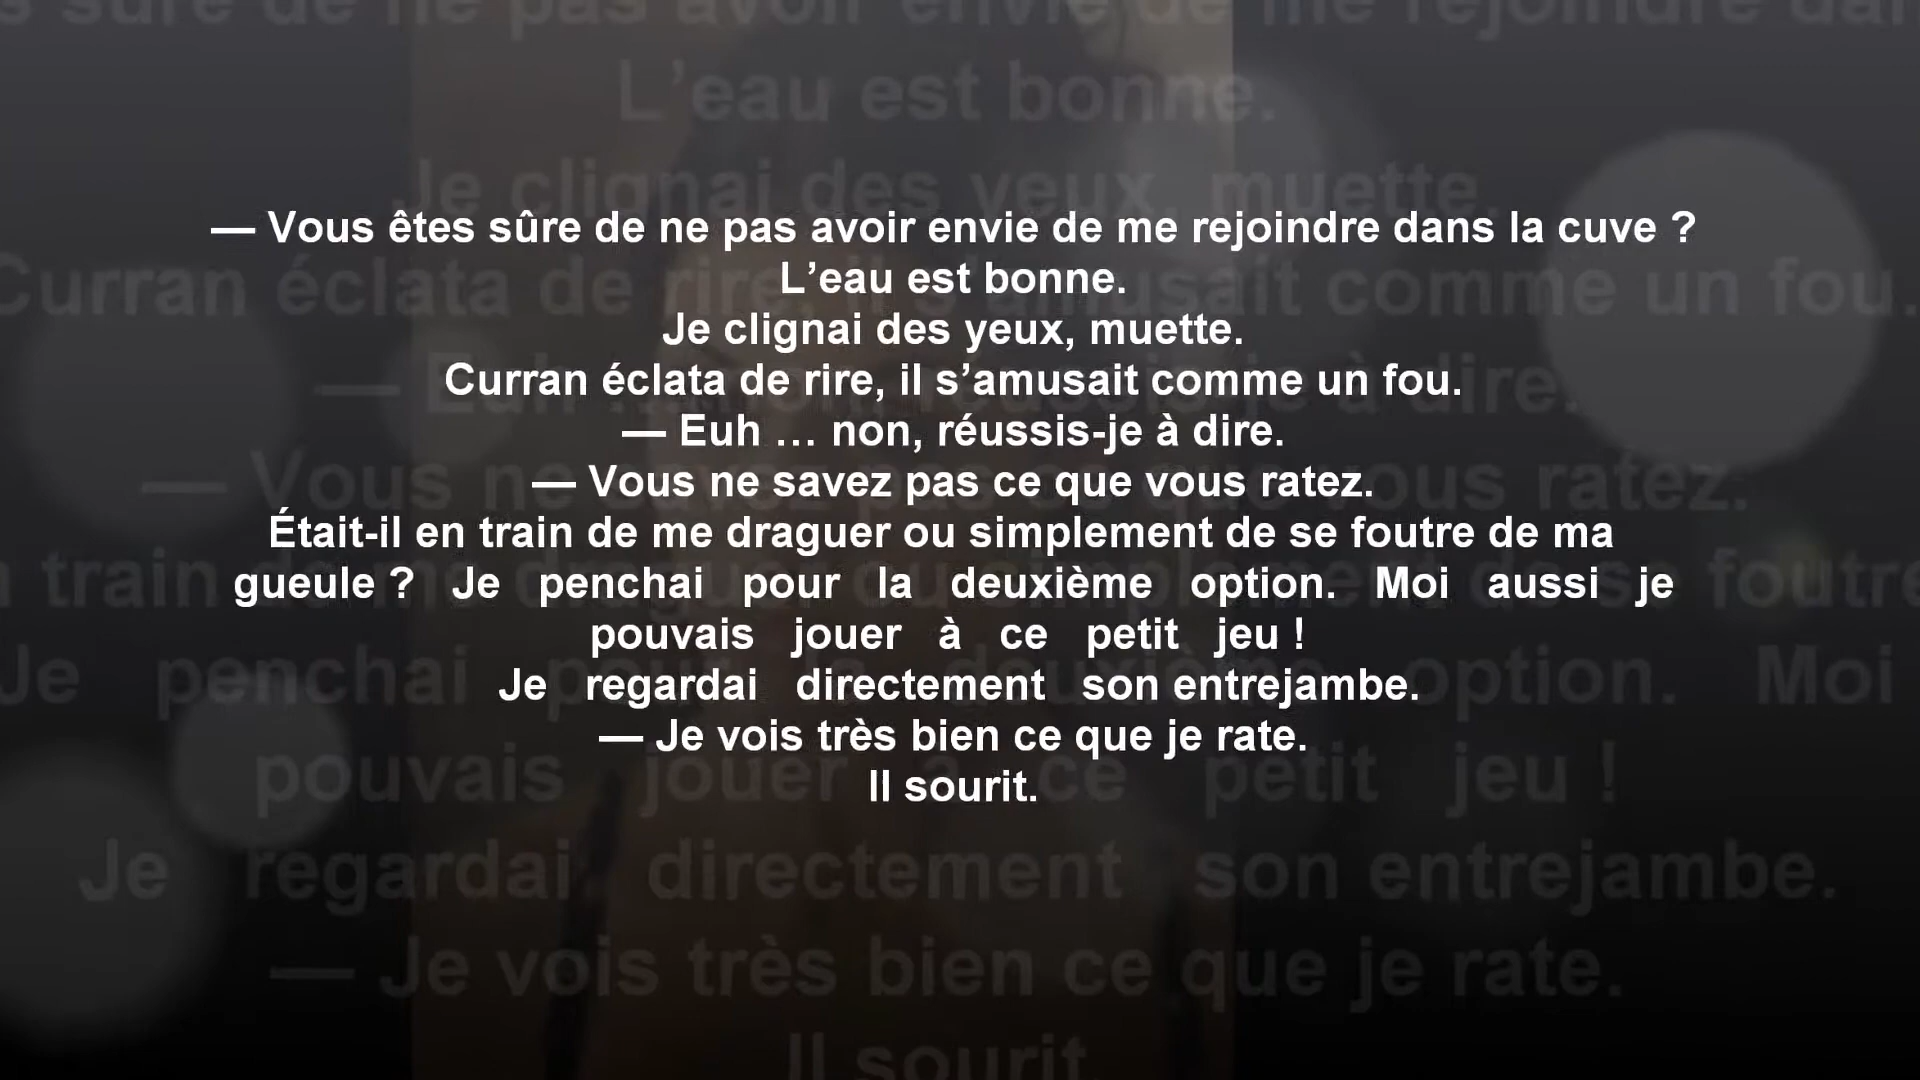 — Vous êtes sûre de ne pas avoir envie de me rejoindre dans la cuve ?
L’eau est bonne.
Je clignai des yeux, muette.
Curran éclata de rire, il s’amusait comme un fou.
— Euh … non, réussis-je à dire.
— Vous ne savez pas ce que vous ratez.
Était-il en train de me draguer ou simplement de se foutre de ma
gueule ? Je penchai pour la deuxième option. Moi aussi je
pouvais jouer à ce petit jeu !
Je regardai directement son entrejambe.
— Je vois très bien ce que je rate.
Il sourit.